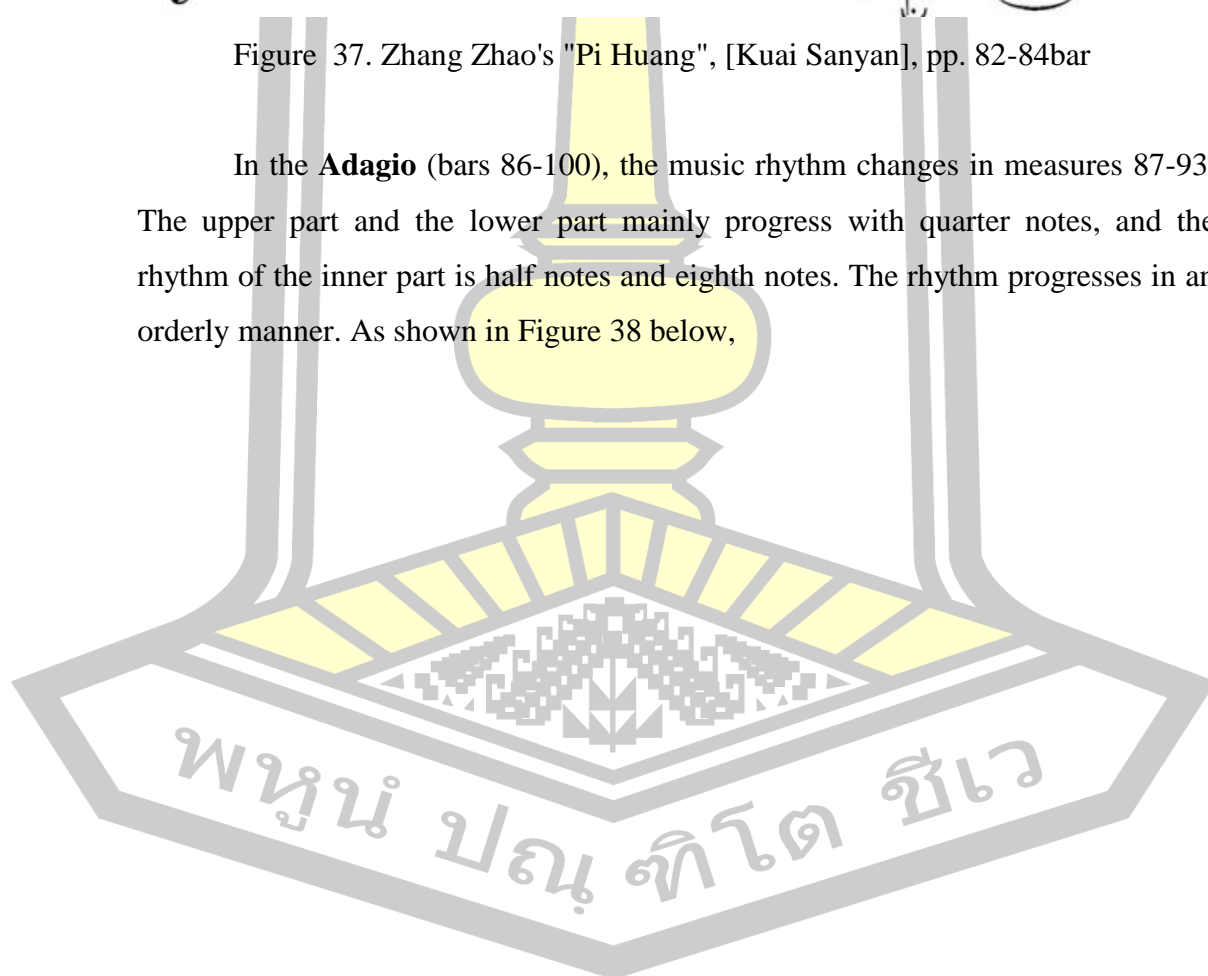 Figure 37. Zhang Zhao's "Pi Huang", [Kuai Sanyan], pp. 82-84bar
In the Adagio (bars 86-100), the music rhythm changes in measures 87-93
The upper part and the lower part mainly progress with quarter notes, and the
rhythm of the inner part is half notes and eighth notes. The rhythm progresses in an
orderly manner. As shown in Figure 38 below,
พหูนํ ปณฺฑิโต ชีเว